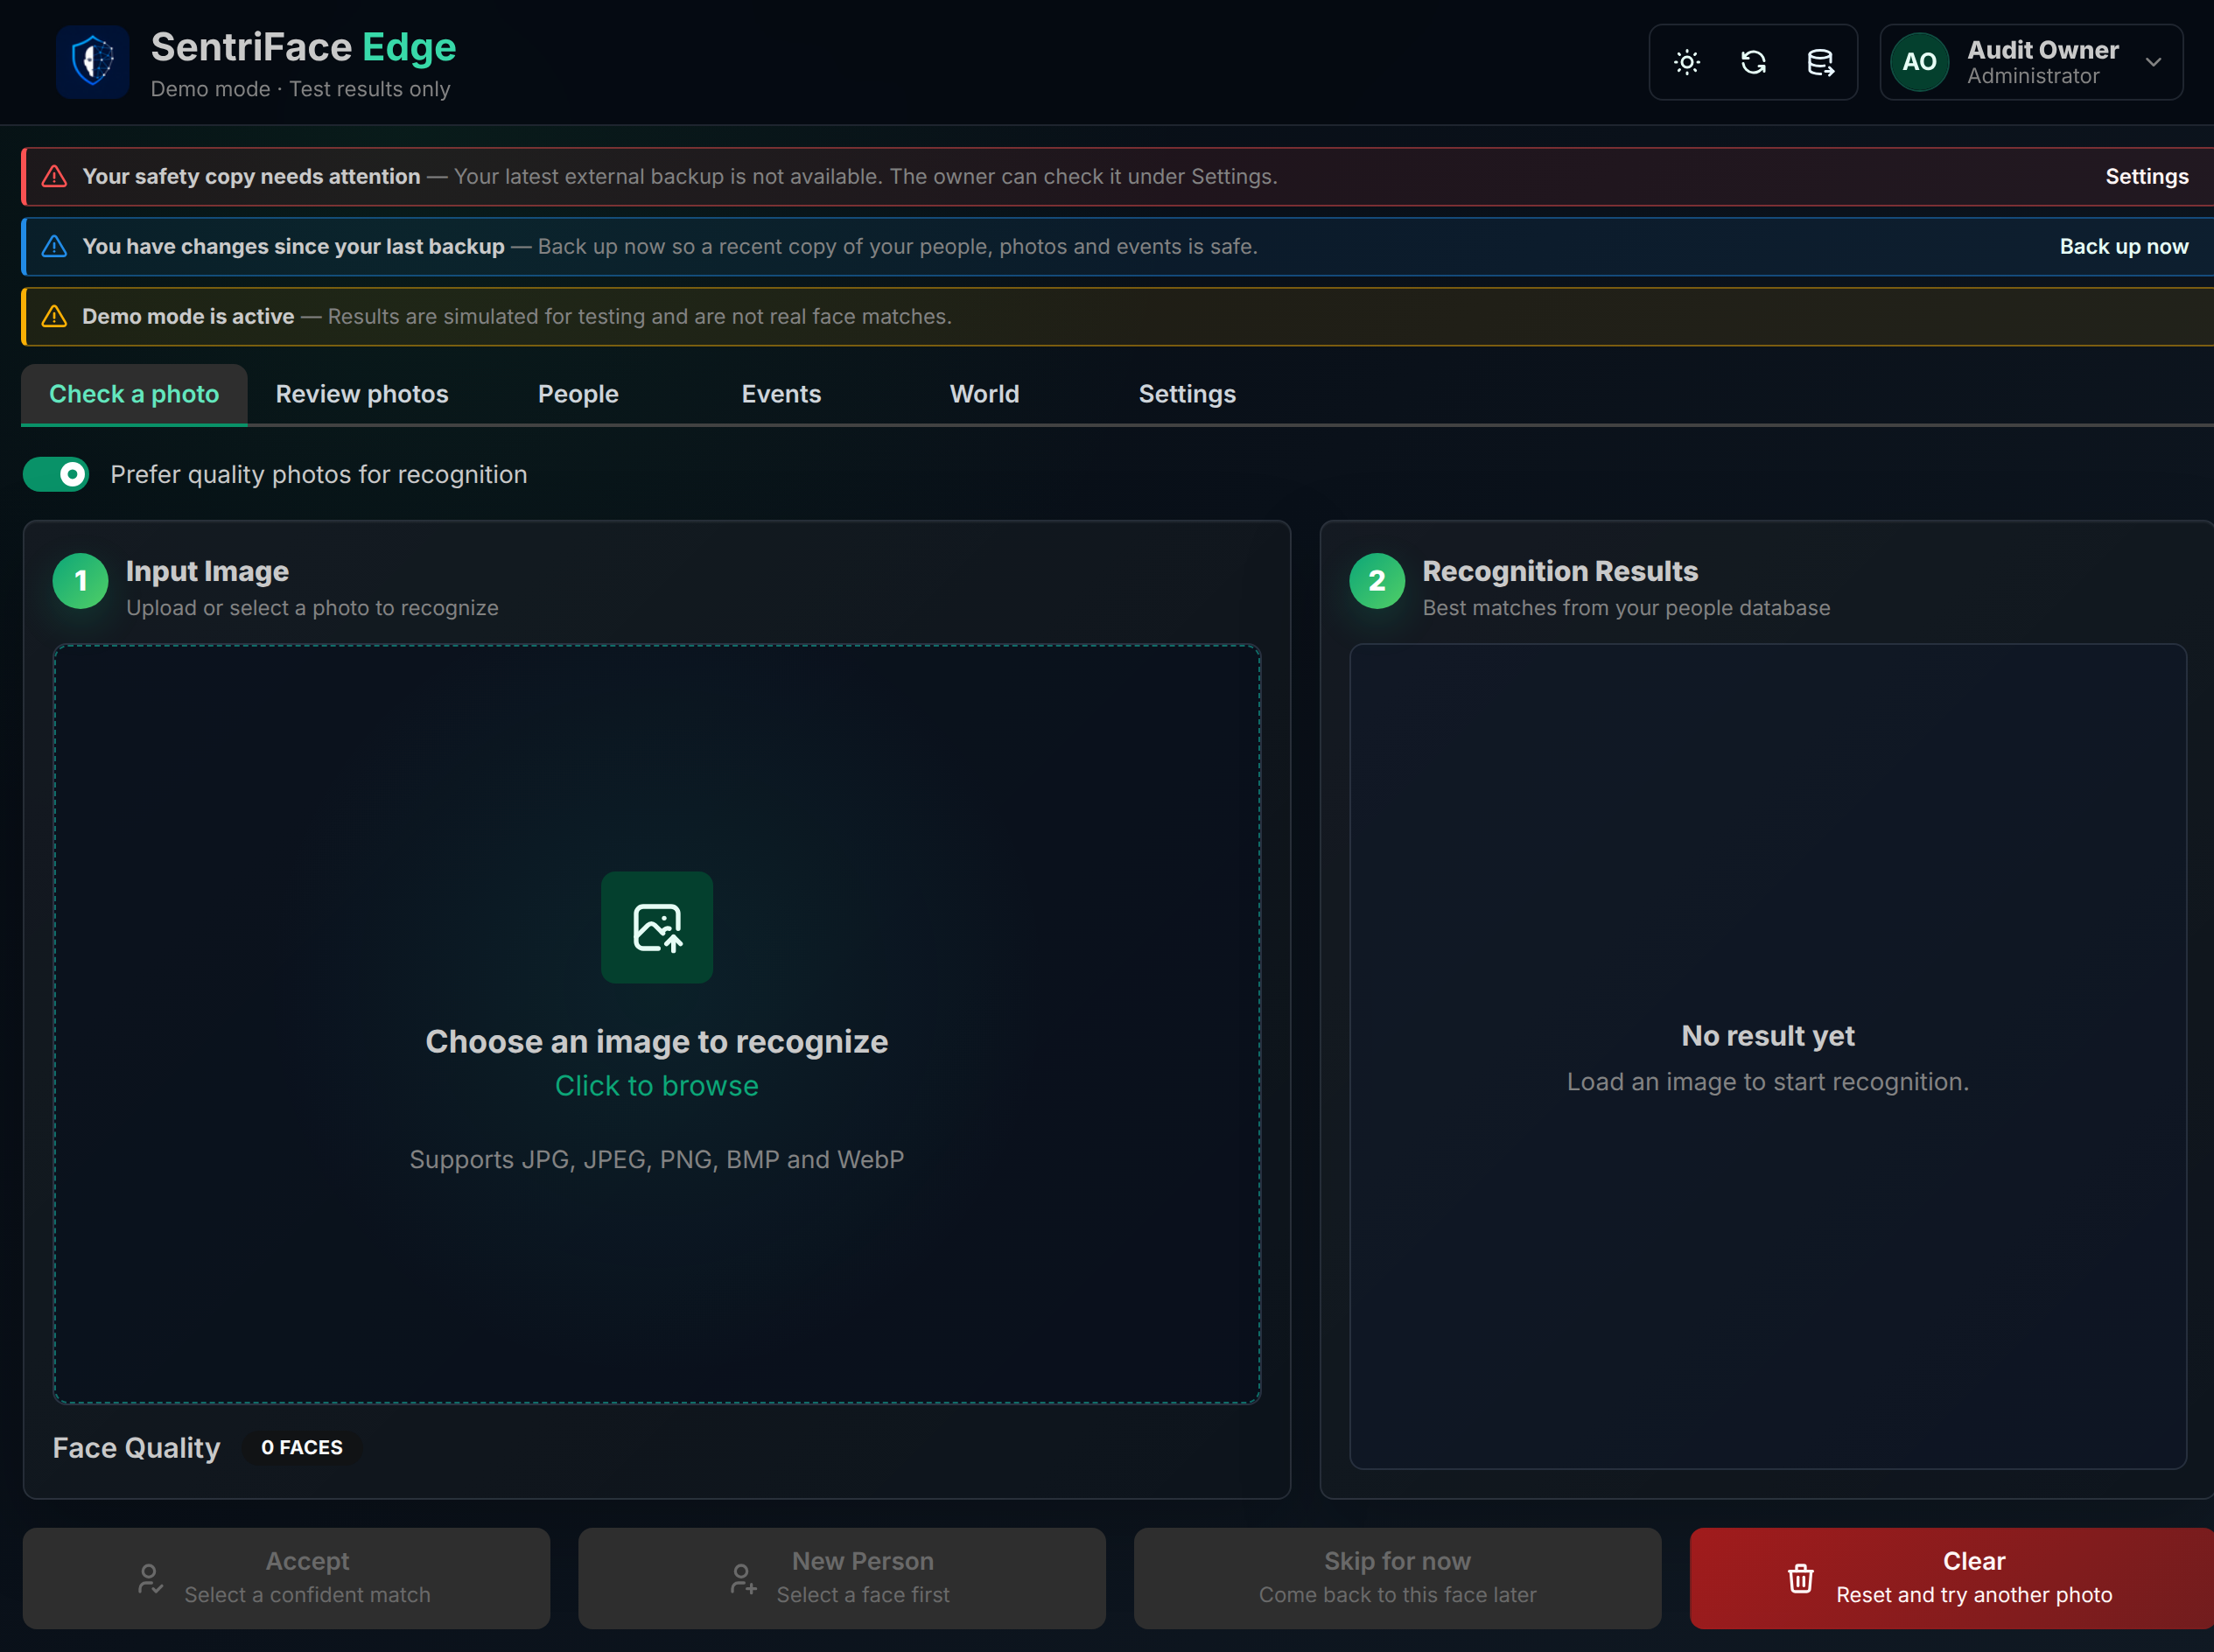 SentriFace Edge
Demo mode · Test results only
AO
Audit Owner
Administrator
Your safety copy needs attention — Your latest external backup is not available. The owner can check it under Settings.
Settings
You have changes since your last backup — Back up now so a recent copy of your people, photos and events is safe.
Back up now
Demo mode is active — Results are simulated for testing and are not real face matches.
Check a photo
Review photos
People
Events
World
Settings
Prefer quality photos for recognition
1
Input Image
Upload or select a photo to recognize
Choose an image to recognize
Click to browse
Supports JPG, JPEG, PNG, BMP and WebP
Face Quality
0 FACES
2
Recognition Results
Best matches from your people database
No result yet
Load an image to start recognition.
Accept
Select a confident match
New Person
Select a face first
Skip for now
Come back to this face later
Clear
Reset and try another photo